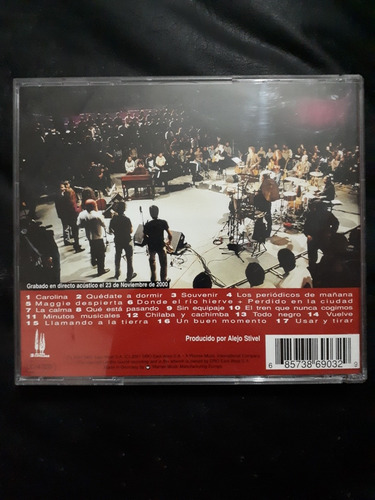 Grabado en directo acústico el 23 de Noviembre de 2000
1 Carolina 2 Quédate a dormir 3 Souvenir 4 Los periódicos de mañana
5 Maggie despierta 6 Donde el río hierve - Perdido en la ciudad
7 La calma 8 Qué está pasando 9 Sin equipaje 10 El tren que nunca cogimos
11 Minutos musicales 12 Chilaba y cachimba 13 Todo negro 14 Vuelve
15 Llamando a la tierra 16 Un buen momento 17 Usar y tirar
Producido por Alejo Stivel
6 85738 69032 9